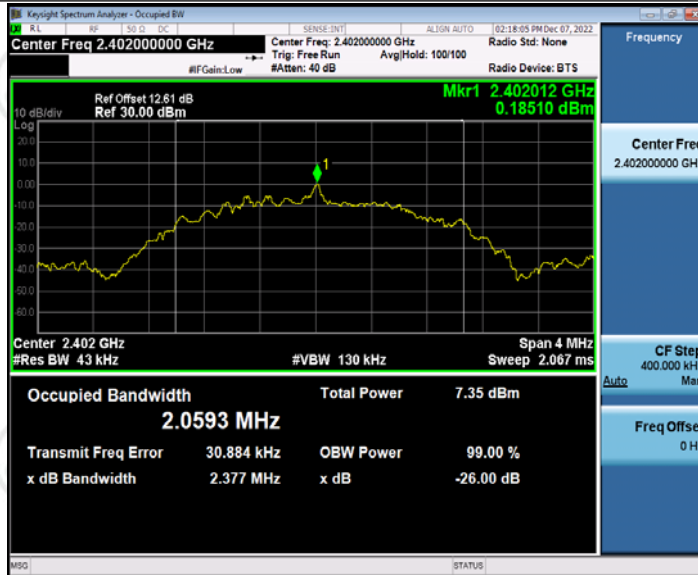 Keysight Spectrum Analyzer - Occupied BW
RL RF 50 Ω DC SENSE:INT ALIGN AUTO 02:18:05 PM Dec 07, 2022
Center Freq 2.402000000 GHz
Center Freq: 2.402000000 GHz
Radio Std: None
Trig: Free Run Avg|Hold: 100/100
#IFGain:Low #Atten: 40 dB Radio Device: BTS
Frequency
Mkr1 2.402012 GHz
0.18510 dBm
Ref Offset 12.61 dB
10 dB/div Ref 30.00 dBm
Log
20.0
10.0
0.00
-10.0
-20.0
-30.0
-40.0
-50.0
-60.0
1
Center 2.402 GHz Span 4 MHz
#Res BW 43 kHz #VBW 130 kHz Sweep 2.067 ms
Occupied Bandwidth Total Power 7.35 dBm
2.0593 MHz
Transmit Freq Error 30.884 kHz OBW Power 99.00 %
x dB Bandwidth 2.377 MHz x dB -26.00 dB
Center Fre
2.402000000 GH
CF Step
400.000 kH
Auto Ma
Freq Offse
0 H
MSG STATUS